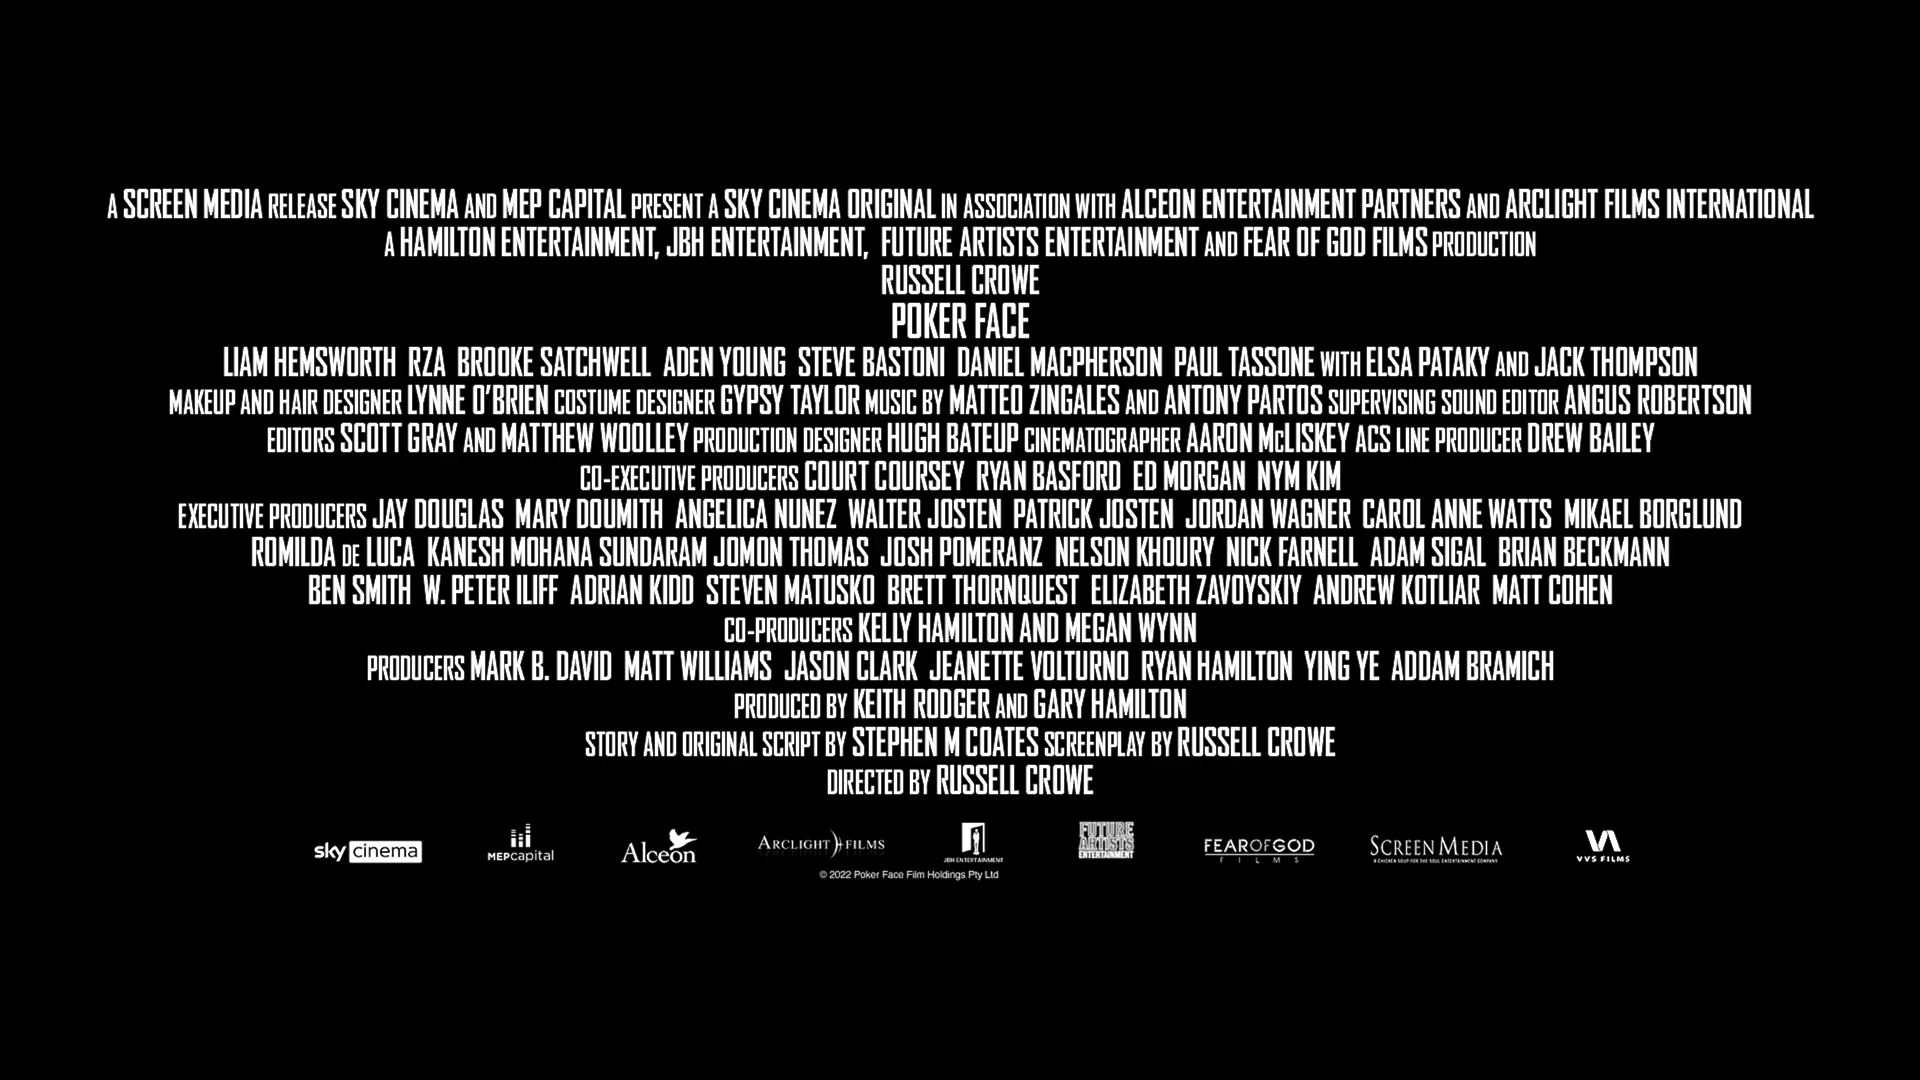 A SCREEN MEDIA RELEASE SKY CINEMA AND MEP CAPITAL PRESENT A SKY CINEMA ORIGINAL IN ASSOCIATION WITH ALCEON ENTERTAINMENT PARTNERS AND ARCLIGHT FILMS INTERNATIONAL
A HAMILTON ENTERTAINMENT, JBH ENTERTAINMENT, FUTURE ARTISTS ENTERTAINMENT AND FEAR OF GOD FILMS PRODUCTION
RUSSELL CROWE
POKER FACE
LIAM HEMSWORTH RZA BROOKE SATCHWELL ADEN YOUNG STEVE BASTONI DANIEL MACPHERSON PAUL TASSONE WITH ELSA PATAKY AND JACK THOMPSON
MAKEUP AND HAIR DESIGNER LYNNE O'BRIEN COSTUME DESIGNER GYPSY TAYLOR MUSIC BY MATTEO ZINGALES AND ANTONY PARTOS SUPERVISING SOUND EDITOR ANGUS ROBERTSON
EDITORS SCOTT GRAY AND MATTHEW WOOLLEY PRODUCTION DESIGNER HUGH BATEUP CINEMATOGRAPHER AARON McLISKEY ACS LINE PRODUCER DREW BAILEY
CO-EXECUTIVE PRODUCERS COURT COURSEY RYAN BASFORD ED MORGAN NYM KIM
EXECUTIVE PRODUCERS JAY DOUGLAS MARY DOUMITH ANGELICA NUNEZ WALTER JOSTEN PATRICK JOSTEN JORDAN WAGNER CAROL ANNE WATTS MIKAEL BORGLUND
ROMILDA DE LUCA KANESH MOHANA SUNDARAM JOMON THOMAS JOSH POMERANZ NELSON KHOURY NICK FARNELL ADAM SIGAL BRIAN BECKMANN
BEN SMITH W. PETER ILIFF ADRIAN KIDD STEVEN MATUSKO BRETT THORNQUEST ELIZABETH ZAVOYSKIY ANDREW KOTLIAR MATT COHEN
CO-PRODUCERS KELLY HAMILTON AND MEGAN WYNN
PRODUCERS MARK B. DAVID MATT WILLIAMS JASON CLARK JEANETTE VOLTURNO RYAN HAMILTON YING YE ADDAM BRAMICH
PRODUCED BY KEITH RODGER AND GARY HAMILTON
STORY AND ORIGINAL SCRIPT BY STEPHEN M COATES SCREENPLAY BY RUSSELL CROWE
DIRECTED BY RUSSELL CROWE
sky cinema
MEPcapital
Alceon
ARCLIGHT FILMS
JBH ENTERTAINMENT
FUTURE
ARTISTS
ENTERTAINMENT
FEAROFGOD
FILMS
SCREEN MEDIA
A CHICKEN SOUP FOR THE SOUL ENTERTAINMENT COMPANY
VVS FILMS
© 2022 Poker Face Film Holdings Pty Ltd